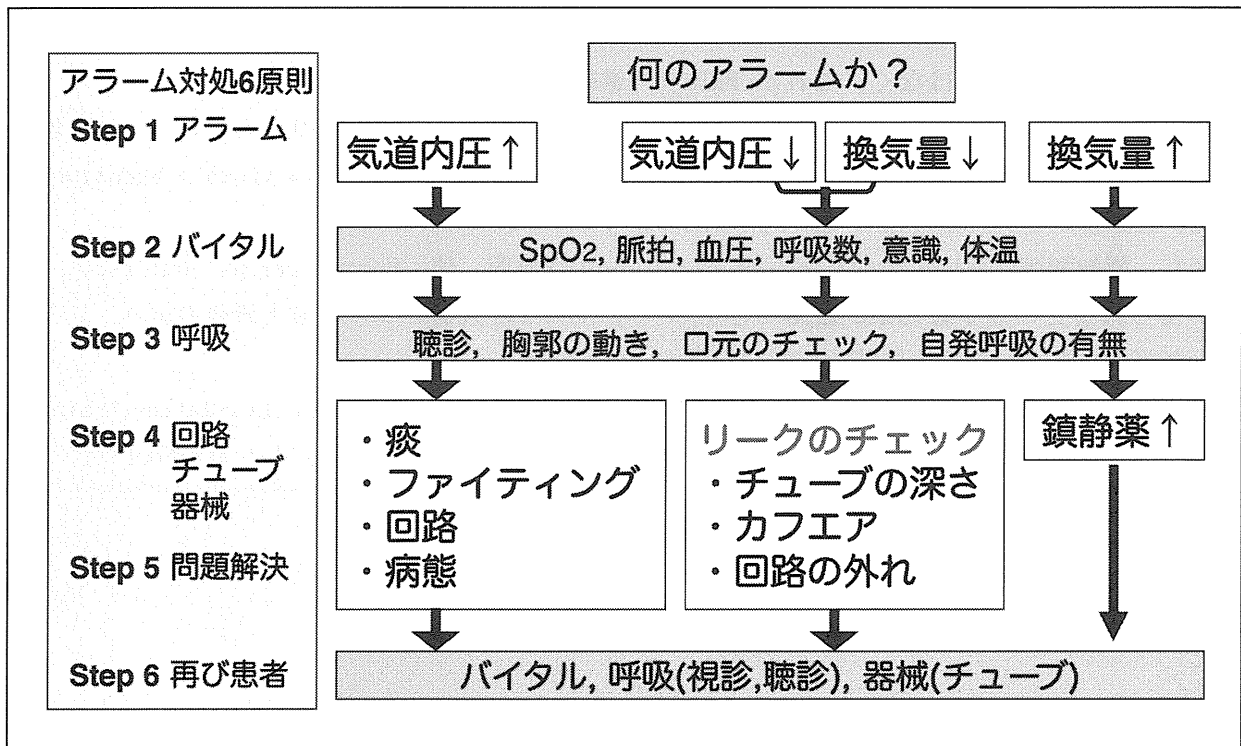 アラーム対処6原則
何のアラームか？
Step 1 アラーム
気道内圧↑
気道内圧↓
換気量↓
換気量↑
Step 2 バイタル
SpO2, 脈拍, 血圧, 呼吸数, 意識, 体温
Step 3 呼吸
聴診, 胸郭の動き, 口元のチェック, 自発呼吸の有無
Step 4 回路
チューブ
器械
Step 5 問題解決
・痰
・ファイティング
・回路
・病態
リークのチェック
・チューブの深さ
・カフエア
・回路の外れ
鎮静薬↑
Step 6 再び患者
バイタル, 呼吸(視診,聴診), 器械(チューブ)